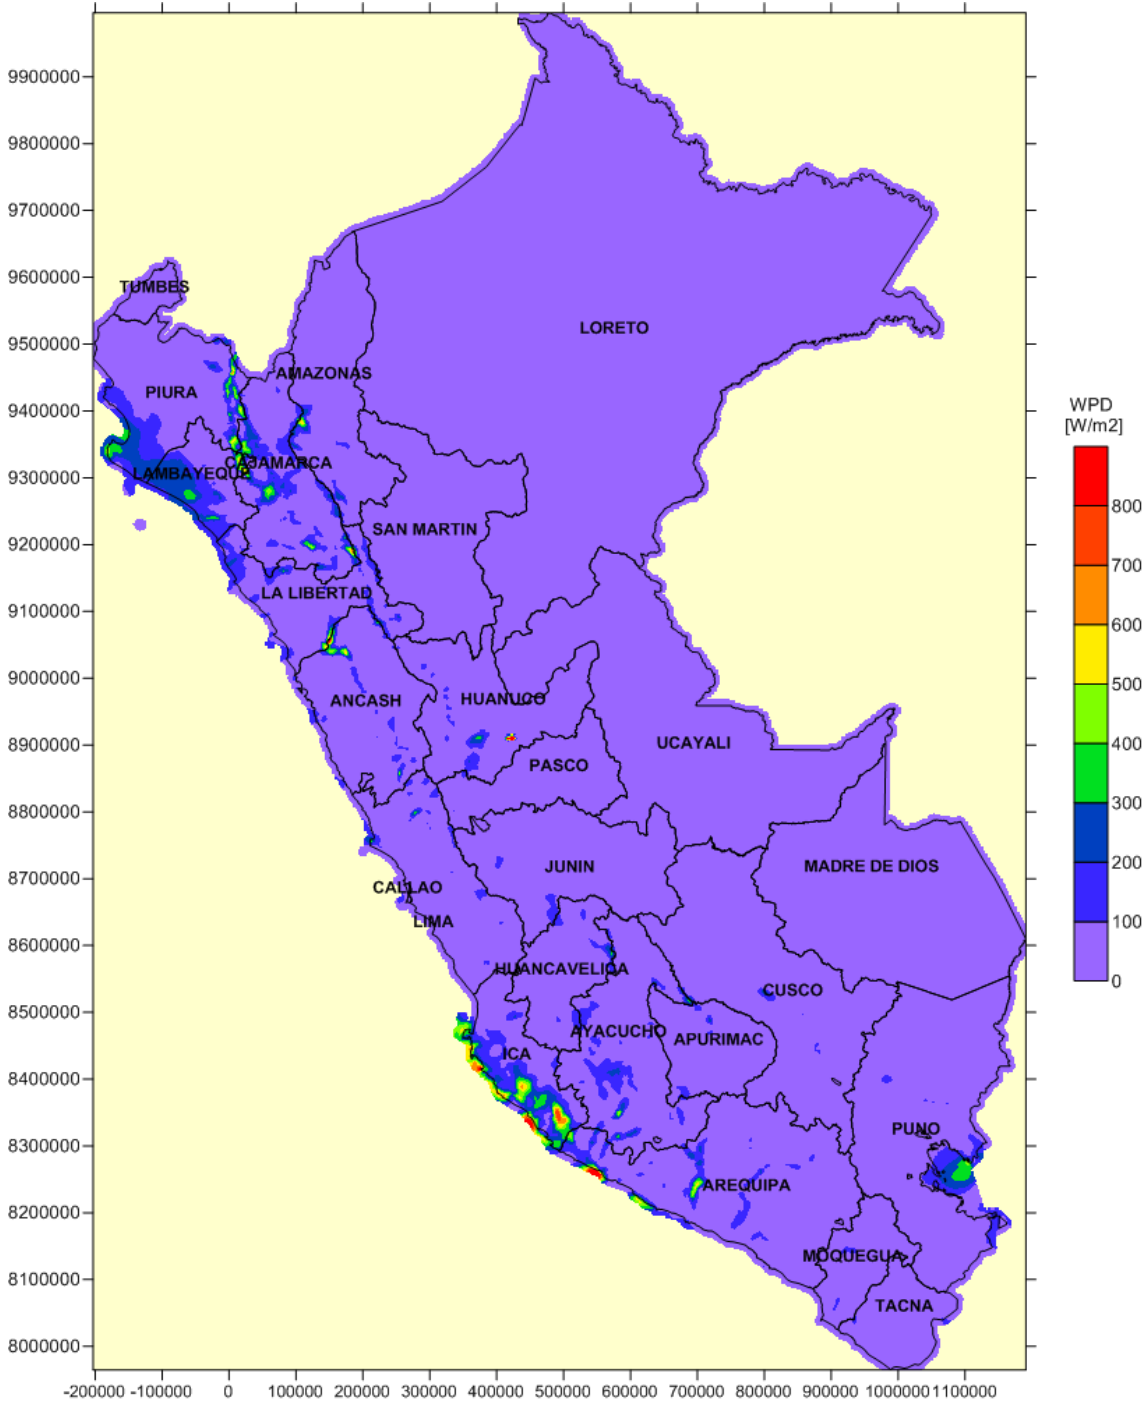 9900000
9800000
9700000
9600000
TUMBES
LORETO
9500000
AMAZONAS
PIURA
9400000
WPD
[W/m2]
CAJAMARCA
LAMBAYEQUE
9300000
800
SAN MARTIN
9200000
700
LA LIBERTAD
9100000
600
9000000
500
HUANUCO
ANCASH
8900000
UCAYALI
400
PASCO
8800000
300
JUNIN
MADRE DE DIOS
200
8700000
CALLAO
LIMA
100
8600000
HUANCAVELICA
0
CUSCO
8500000
AYACUCHO
APURIMAC
ICA
8400000
PUNO
8300000
AREQUIPA
8200000
MOQUEGUA
8100000
TACNA
8000000
-200000 -100000 0 100000 200000 300000 400000 500000 600000 700000 800000 900000 1000000 1100000